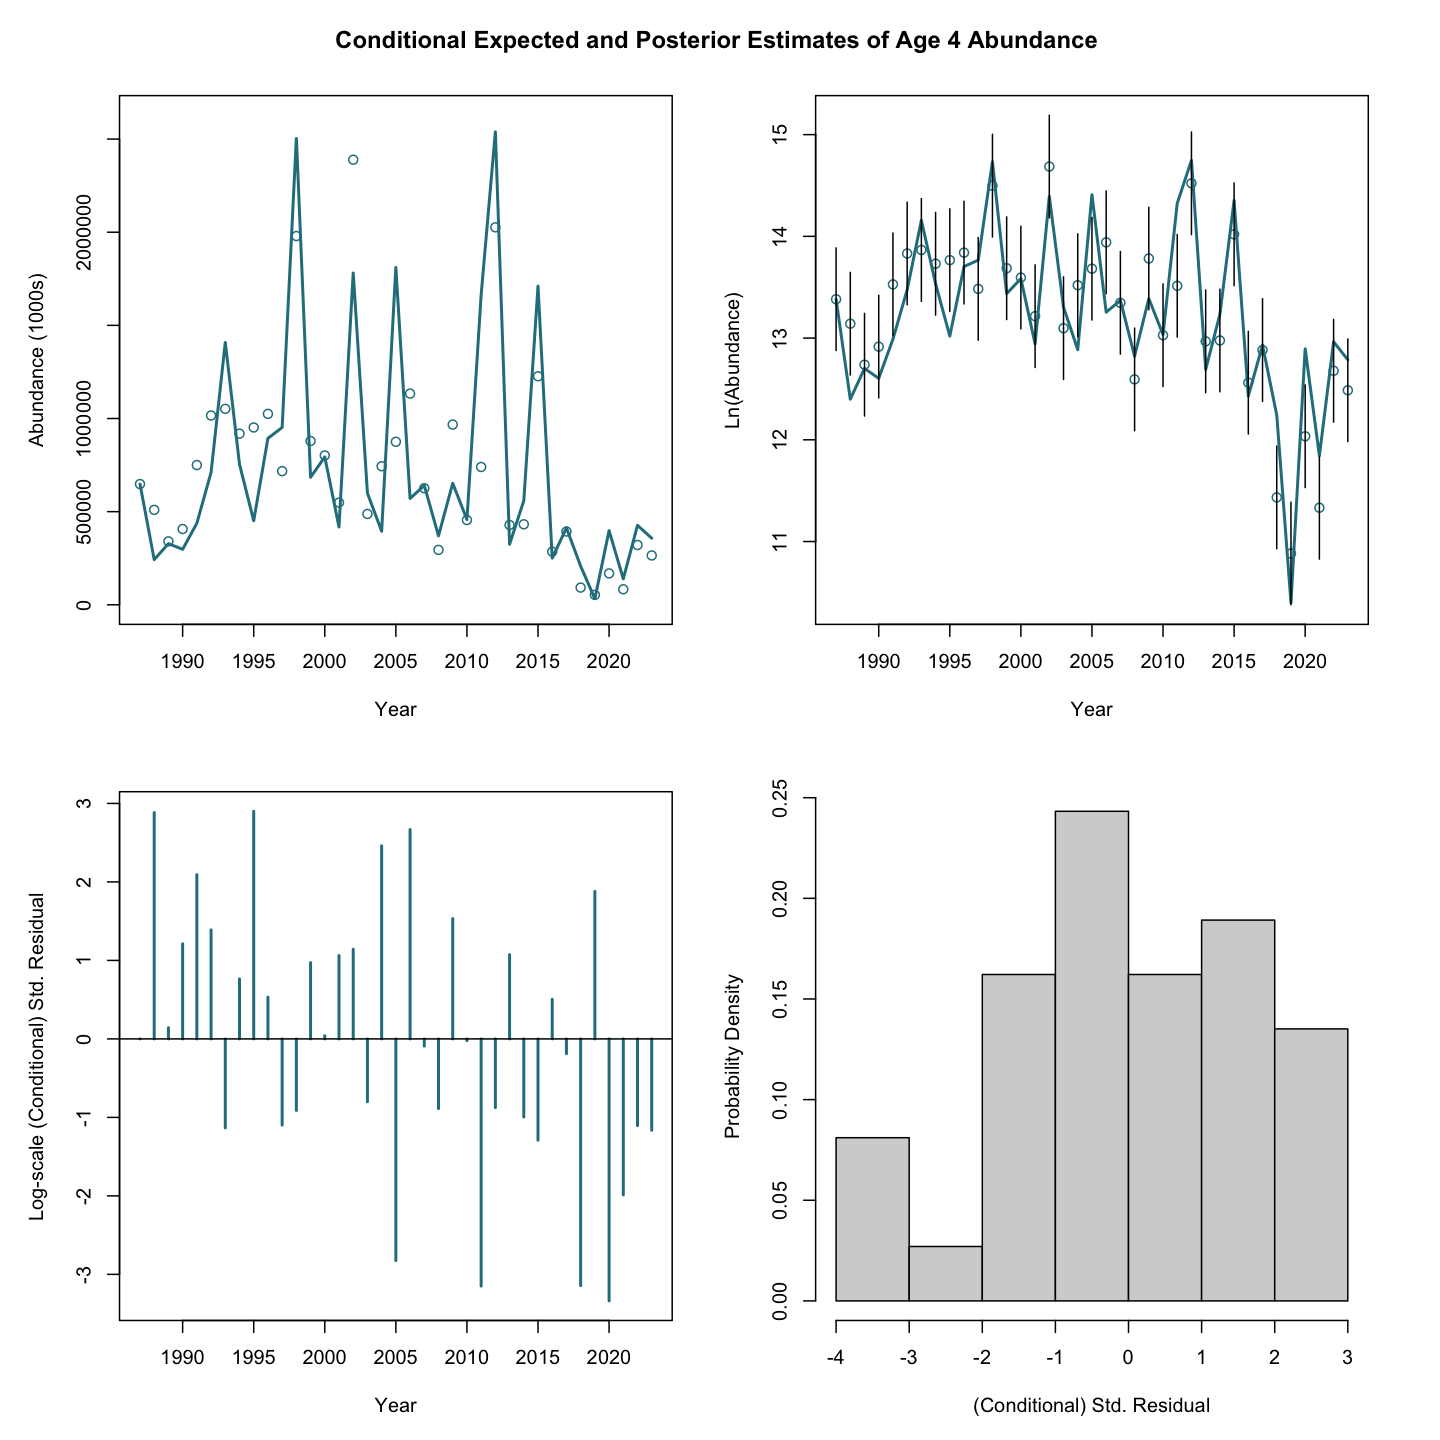 Conditional Expected and Posterior Estimates of Age 4 Abundance
Abundance (1000s)
0
500000
1000000
2000000
1990 1995 2000 2005 2010 2015 2020
Year
Ln(Abundance)
11
12
13
14
15
1990 1995 2000 2005 2010 2015 2020
Year
Log-scale (Conditional) Std. Residual
-3
-2
-1
0
1
2
3
1990 1995 2000 2005 2010 2015 2020
Year
Probability Density
0.00
0.05
0.10
0.15
0.20
0.25
-4 -3 -2 -1 0 1 2 3
(Conditional) Std. Residual